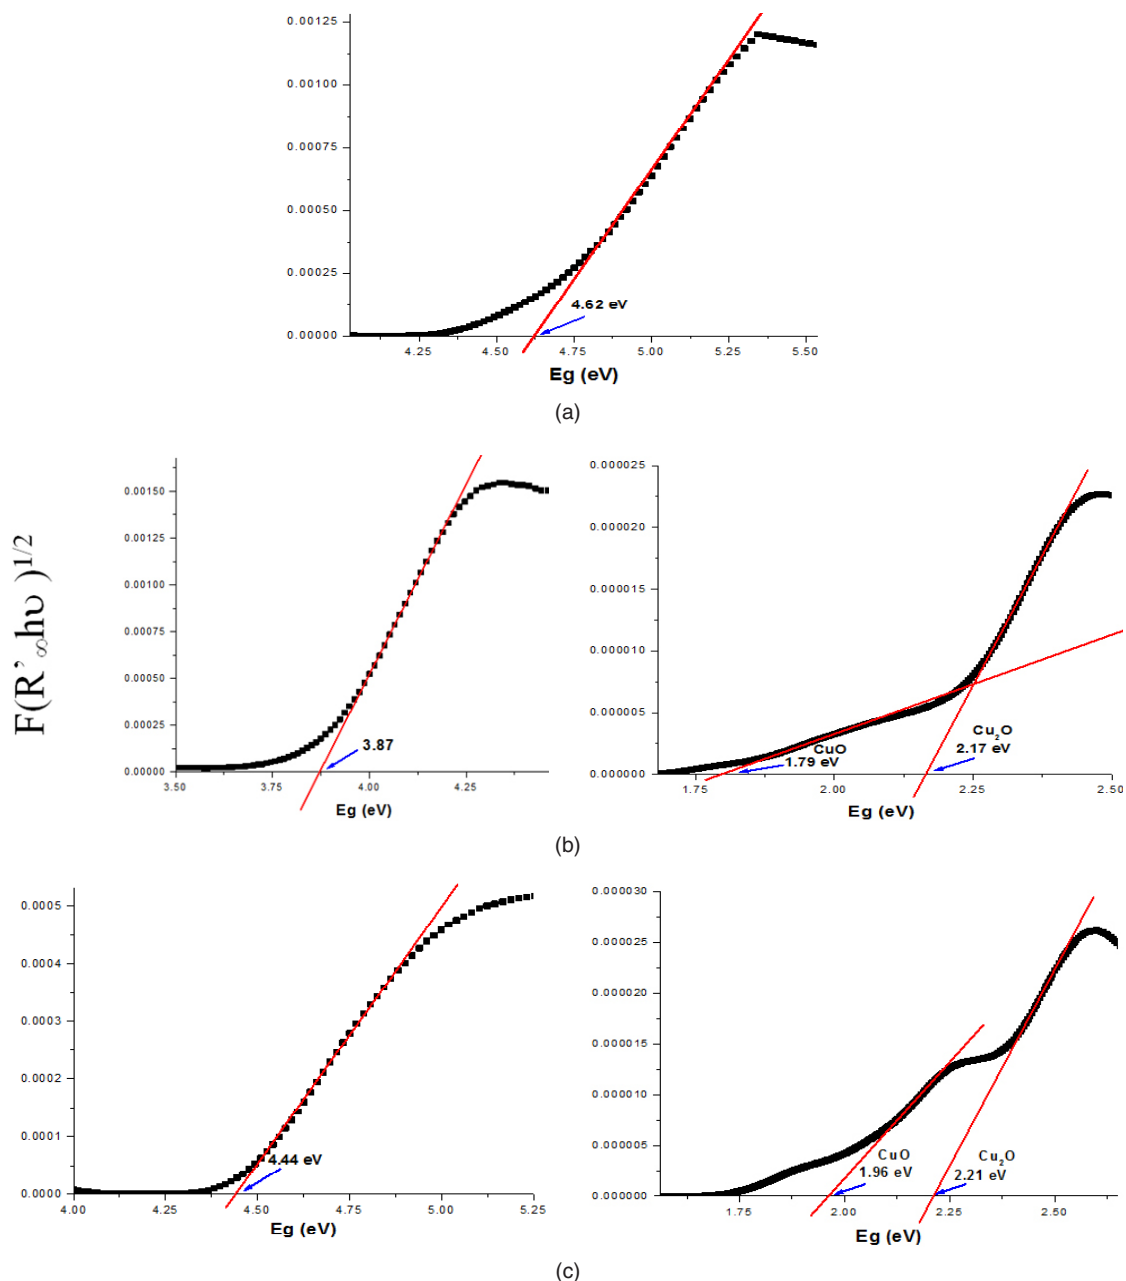 0.00125
0.00100
0.00075
0.00050
0.00025
0.00000
4.62 eV
4.25 4.50 4.75 5.00 5.25 5.50
Eg (eV)
(a)
F(R'∞hυ )1/2
0.00150
0.00100
0.00075
0.00050
0.00025
0.00000
3.87
3.50 3.75 4.00 4.25
Eg (eV)
0.000025
0.000020
0.000015
0.000010
0.000005
0.000000
CuO
1.79 eV
Cu2O
2.17 eV
1.75 2.00 2.25 2.50
Eg (eV)
(b)
0.0005
0.0004
0.0003
0.0002
0.0001
0.0000
4.44 eV
4.00 4.25 4.50 4.75 5.00 5.25
Eg (eV)
0.000030
0.000025
0.000020
0.000015
0.000010
0.000005
0.000000
CuO
1.96 eV
Cu2O
2.21 eV
1.75 2.00 2.25 2.50
Eg (eV)
(c)